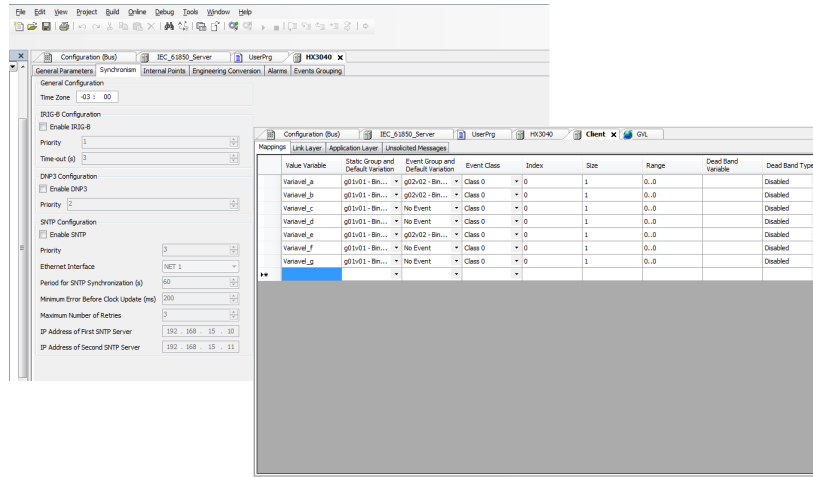 File Edit View Project Build Online Debug Tools Window Help
Configuration (Bus) IEC_61850_Server UserPrg HX3040
General Parameters Synchronism Internal Points Engineering Conversion Alarms Events Grouping
General Configuration
Time Zone -03 : 00
IRIG-B Configuration
Enable IRIG-B
Priority 1
Time-out (s) 3
DNP3 Configuration
Enable DNP3
Priority 2
SNTP Configuration
Enable SNTP
Priority 3
Ethernet Interface NET 1
Period for SNTP Synchronization (s) 60
Minimum Error Before Clock Update (ms) 200
Maximum Number of Retries 3
IP Address of First SNTP Server 192 . 168 . 15 . 10
IP Address of Second SNTP Server 192 . 168 . 15 . 11
Configuration (Bus) IEC_61850_Server UserPrg HX3040 Client GVL
Mappings Link Layer Application Layer Unsolicited Messages
Value Variable Static Group and Default Variation Event Group and Default Variation Event Class Index Size Range Dead Band Variable Dead Band Type
Variavel_a g01v01 - Bin... g02v02 - Bin... Class 0 0 1 0..0 Disabled
Variavel_b g01v01 - Bin... g02v02 - Bin... Class 0 0 1 0..0 Disabled
Variavel_c g01v01 - Bin... No Event Class 0 0 1 0..0 Disabled
Variavel_d g01v01 - Bin... No Event Class 0 0 1 0..0 Disabled
Variavel_e g01v01 - Bin... g02v02 - Bin... Class 0 0 1 0..0 Disabled
Variavel_f g01v01 - Bin... No Event Class 0 0 1 0..0 Disabled
Variavel_g g01v01 - Bin... No Event Class 0 0 1 0..0 Disabled